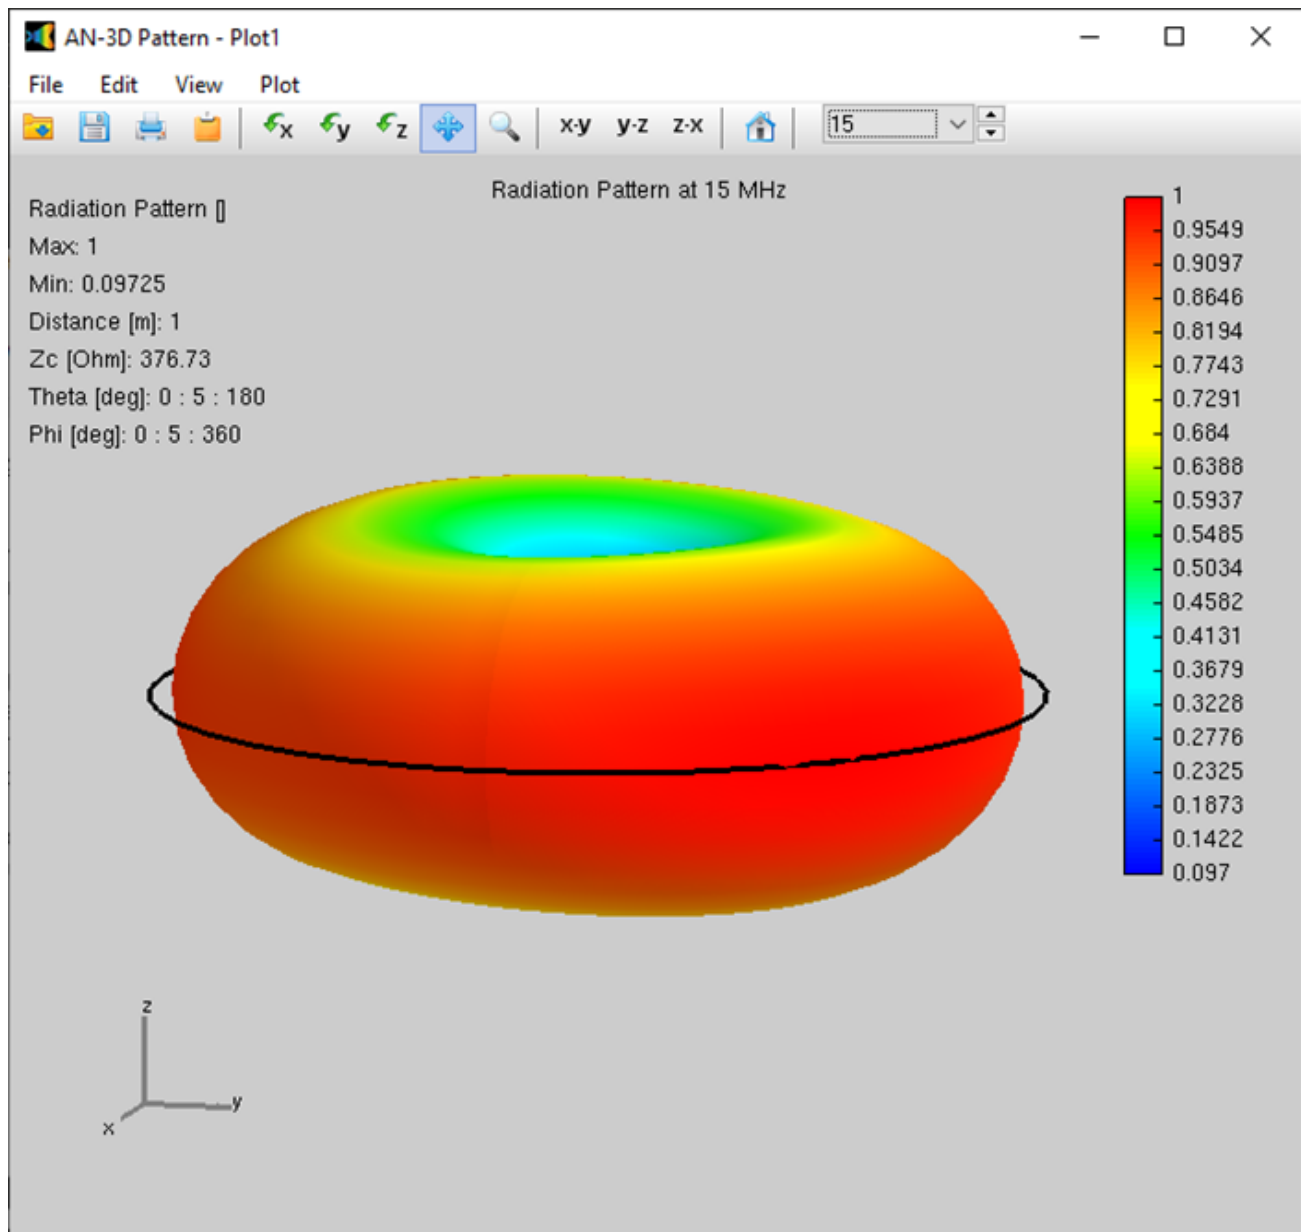 AN-3D Pattern - Plot1
File Edit View Plot
x y z x-y y-z z-x 15
Radiation Pattern at 15 MHz
Radiation Pattern []
Max: 1
Min: 0.09725
Distance [m]: 1
Zc [Ohm]: 376.73
Theta [deg]: 0 : 5 : 180
Phi [deg]: 0 : 5 : 360
1
0.9549
0.9097
0.8646
0.8194
0.7743
0.7291
0.684
0.6388
0.5937
0.5485
0.5034
0.4582
0.4131
0.3679
0.3228
0.2776
0.2325
0.1873
0.1422
0.097
z
y
x